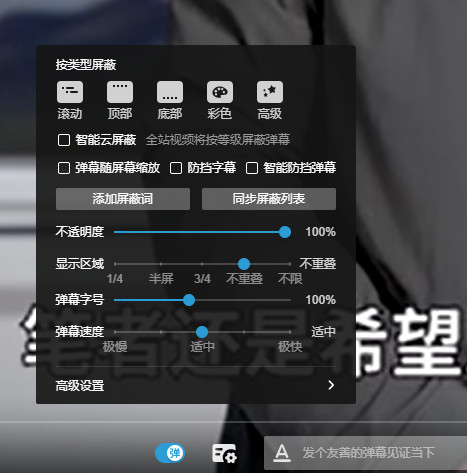 按类型屏蔽
滚动 顶部 底部 彩色 高级
智能云屏蔽 全站视频将按等级屏蔽弹幕
弹幕随屏幕缩放 防挡字幕 智能防挡弹幕
添加屏蔽词 同步屏蔽列表
不透明度 100%
显示区域 不重叠
1/4 半屏 3/4 不重叠 不限
弹幕字号 100%
笔者还是希望
弹幕速度 适中
极慢 适中 极快
高级设置
弹 A 发个友善的弹幕见证当下